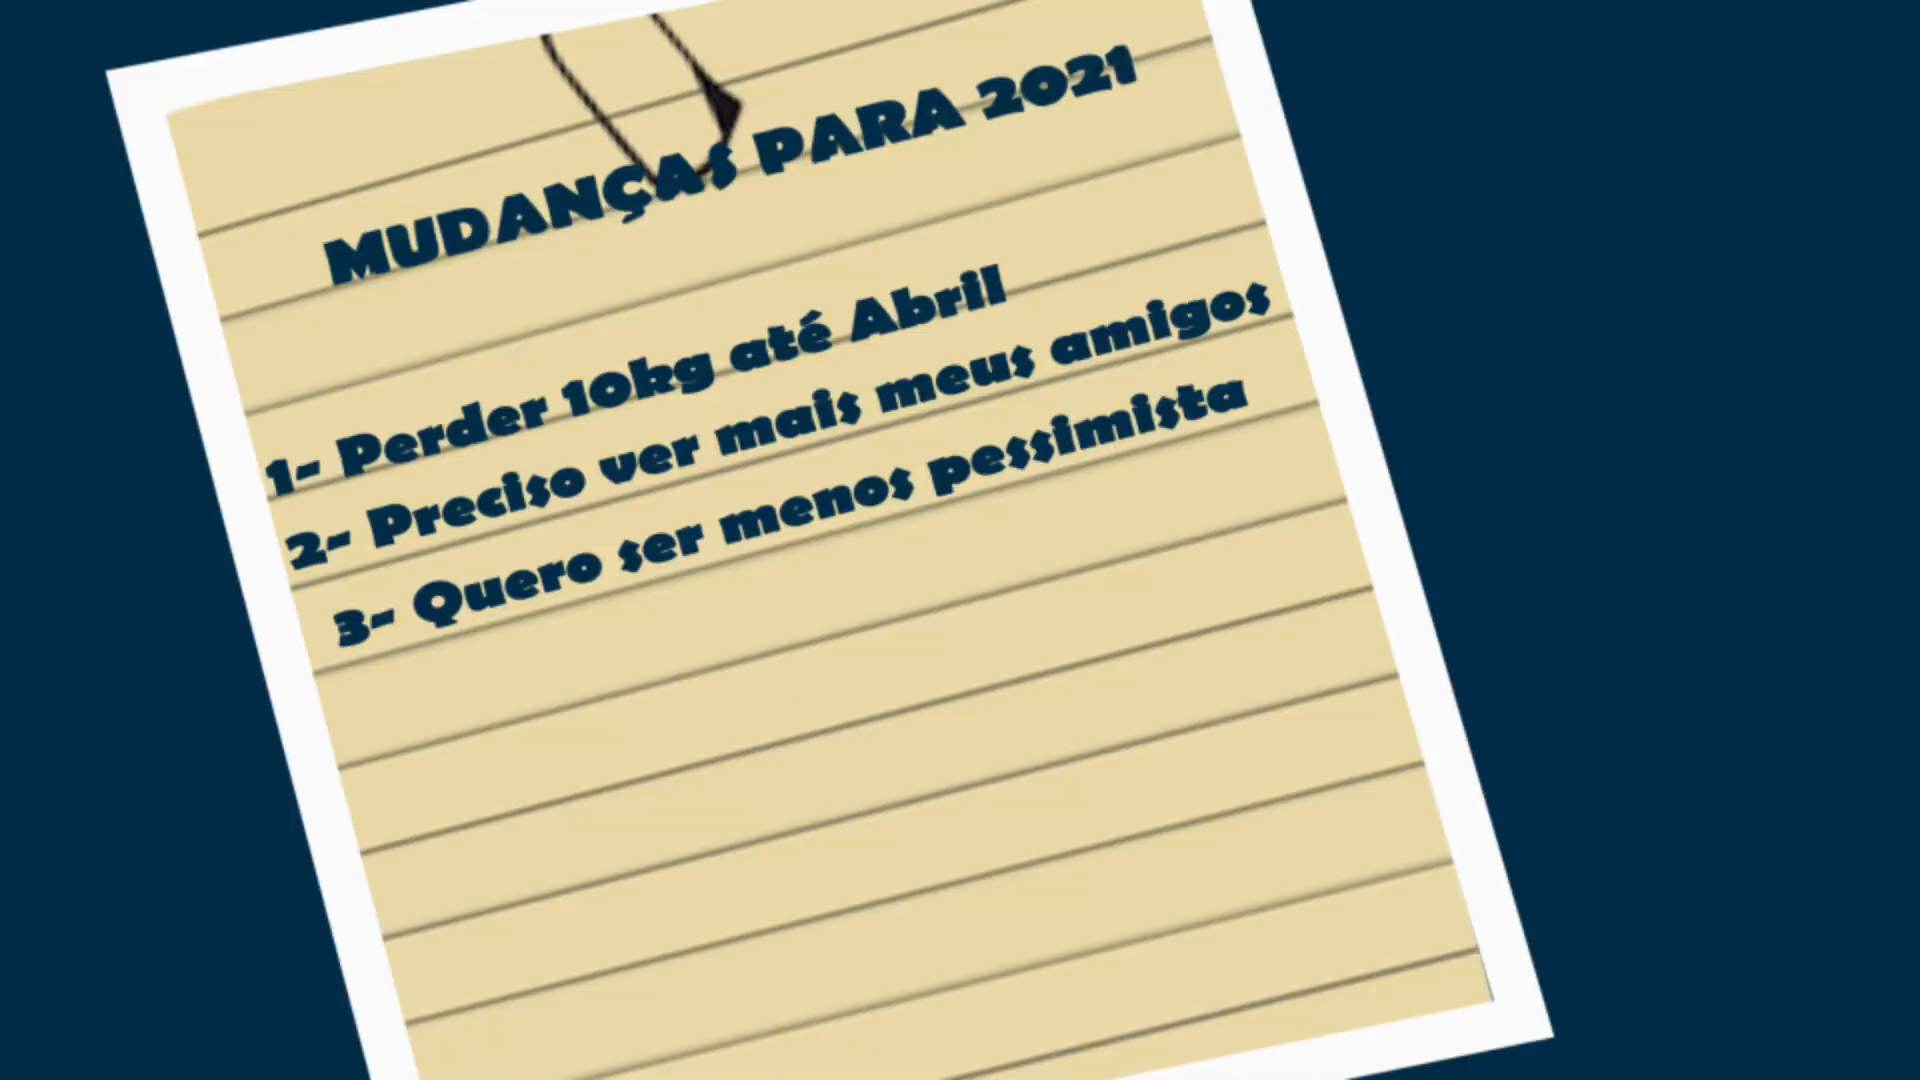 MUDANÇAS PARA 2021
1- Perder 10kg até Abril
2- Preciso ver mais meus amigos
3- Quero ser menos pessimista